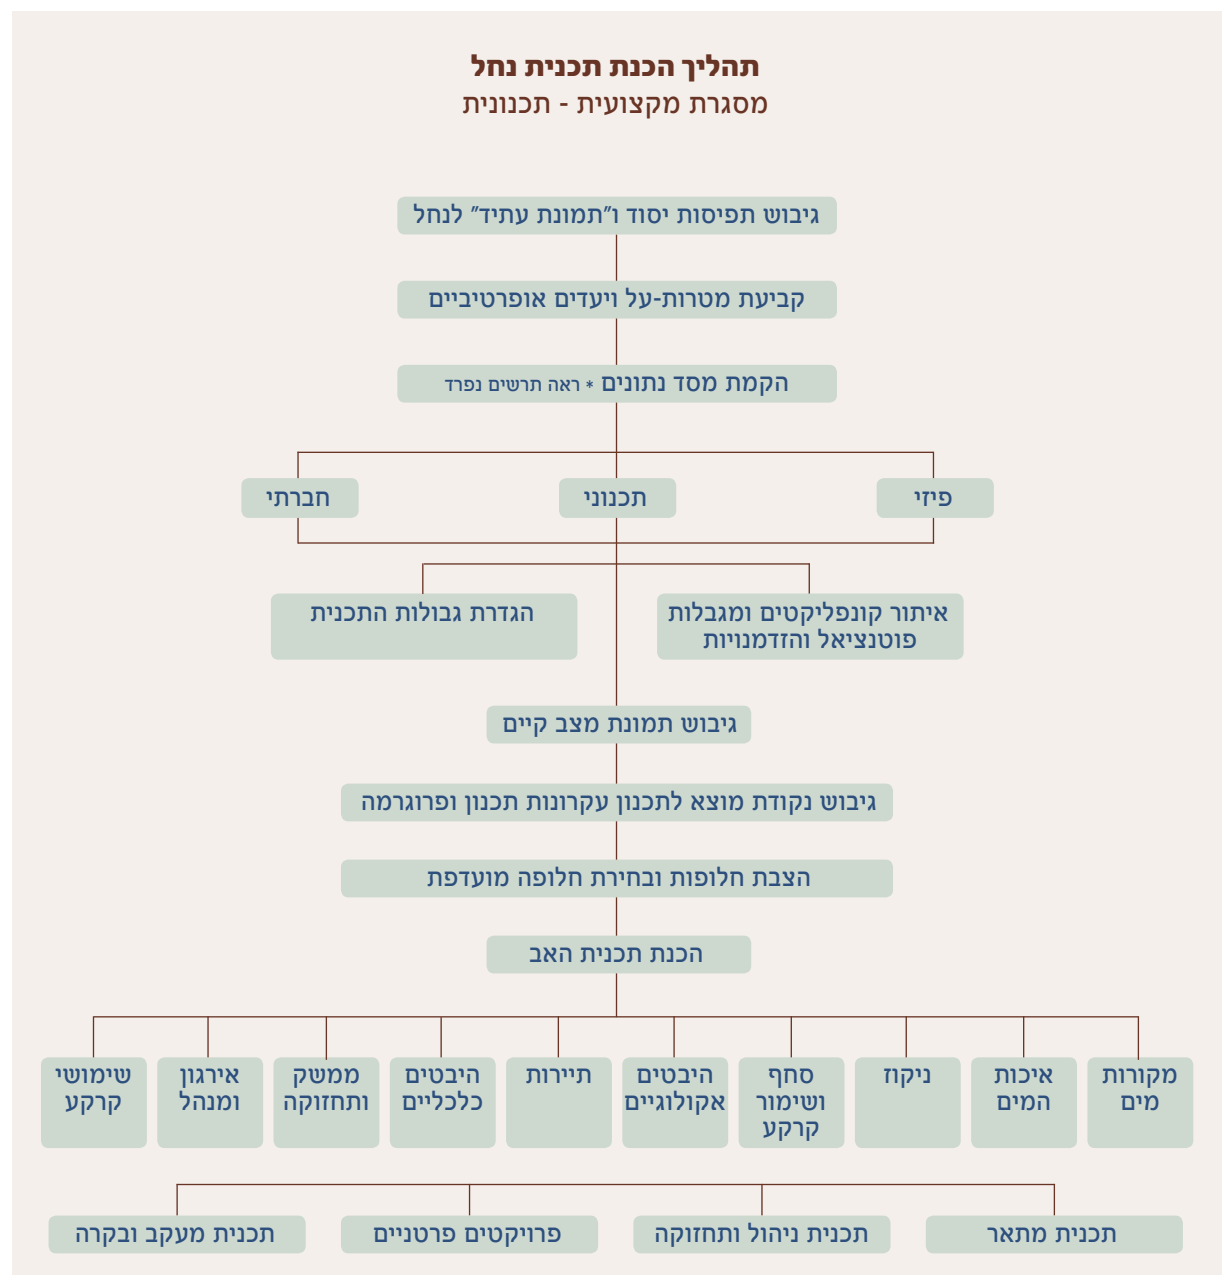 תהליך הכנת תכנית נחל
מסגרת מקצועית - תכנונית
גיבוש תפיסות יסוד ו"תמונת עתיד" לנחל
קביעת מטרות-על ויעדים אופרטיביים
הקמת מסד נתונים * ראה תרשים נפרד
פיזי
תכנוני
חברתי
איתור קונפליקטים ומגבלות
פוטנציאל והזדמנויות
הגדרת גבולות התכנית
גיבוש תמונת מצב קיים
גיבוש נקודת מוצא לתכנון עקרונות תכנון ופרוגרמה
הצבת חלופות ובחירת חלופה מועדפת
הכנת תכנית האב
מקורות
מים
איכות
המים
ניקוז
סחף
ושימור
קרקע
היבטים
אקולוגיים
תיירות
היבטים
כלכליים
ממשק
ותחזוקה
אירגון
ומנהל
שימושי
קרקע
תכנית מתאר
תכנית ניהול ותחזוקה
פרויקטים פרטניים
תכנית מעקב ובקרה